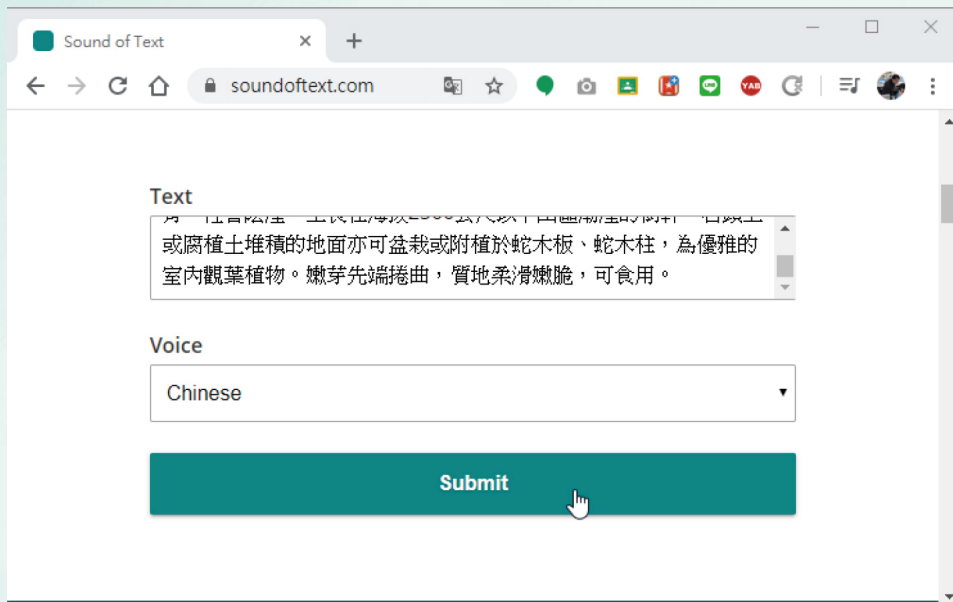 Sound of Text
soundoftext.com
YAB
Text
或腐植土堆積的地面亦可盆栽或附植於蛇木板、蛇木柱，為優雅的
室內觀葉植物。嫩芽先端捲曲，質地柔滑嫩脆，可食用。
Voice
Chinese
Submit